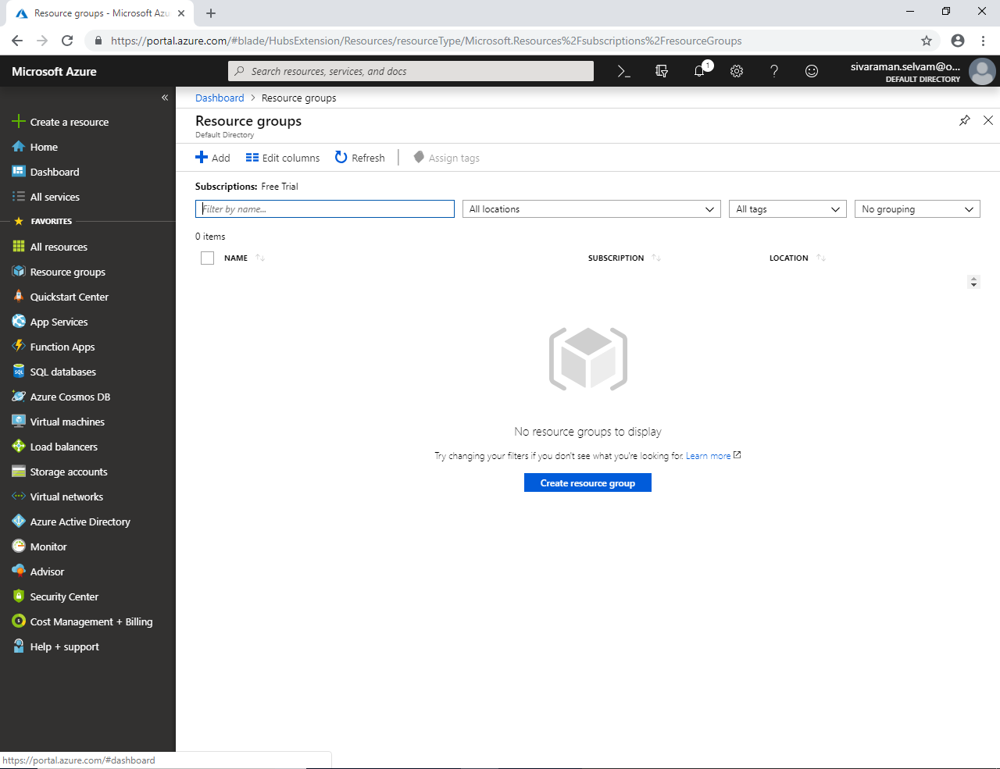 Resource groups - Microsoft Azu
https://portal.azure.com/#blade/HubsExtension/Resources/resourceType/Microsoft.Resources%2Fsubscriptions%2FresourceGroups
Microsoft Azure
Search resources, services, and docs
1
sivaraman.selvam@o...
DEFAULT DIRECTORY
Create a resource
Home
Dashboard
All services
FAVORITES
All resources
Resource groups
Quickstart Center
App Services
Function Apps
SQL databases
Azure Cosmos DB
Virtual machines
Load balancers
Storage accounts
Virtual networks
Azure Active Directory
Monitor
Advisor
Security Center
Cost Management + Billing
Help + support
Dashboard > Resource groups
Resource groups
Default Directory
Add
Edit columns
Refresh
Assign tags
Subscriptions: Free Trial
Filter by name...
All locations
All tags
No grouping
0 items
NAME
SUBSCRIPTION
LOCATION
No resource groups to display
Try changing your filters if you don't see what you're looking for. Learn more
Create resource group
https://portal.azure.com/#dashboard